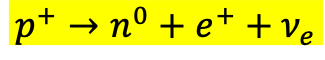 p⁺ → n⁰ + e⁺ + νₑ